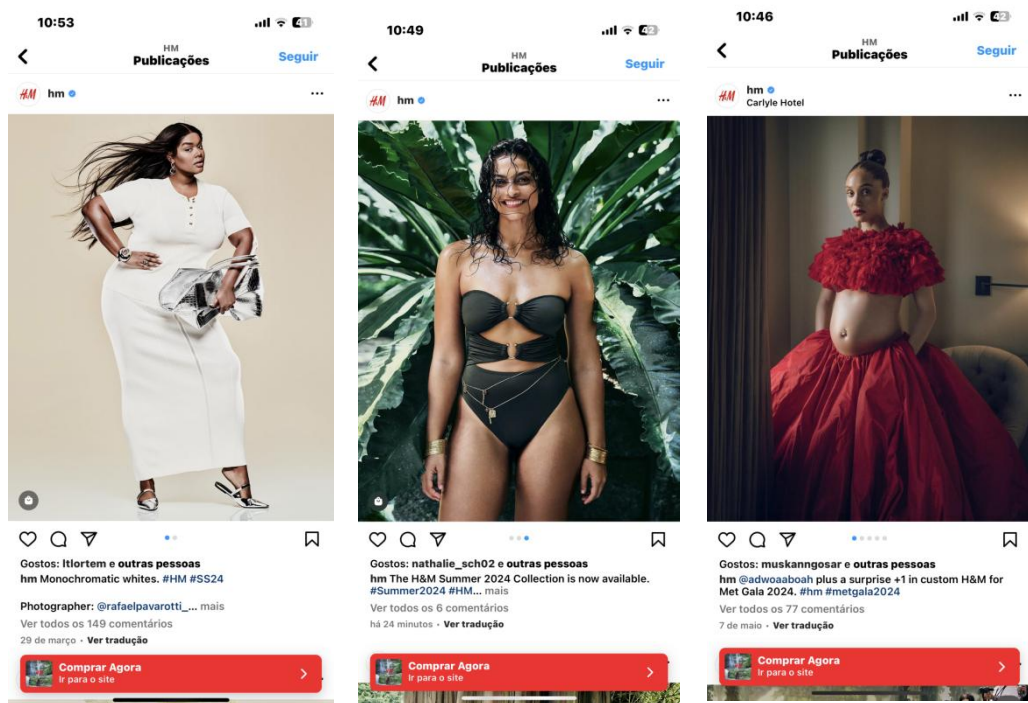 10:53
41
HM
Publicações
Seguir
H&M hm
Gostos: ltlortem e outras pessoas
hm Monochromatic whites. #HM #SS24
Photographer: @rafaelpavarotti_... mais
Ver todos os 149 comentários
29 de março • Ver tradução
Comprar Agora
Ir para o site
10:49
42
HM
Publicações
Seguir
H&M hm
Gostos: nathalie_sch02 e outras pessoas
hm The H&M Summer 2024 Collection is now available.
#Summer2024 #HM... mais
Ver todos os 6 comentários
há 24 minutos • Ver tradução
Comprar Agora
Ir para o site
10:46
42
HM
Publicações
Seguir
H&M hm
Carlyle Hotel
Gostos: muskanngosar e outras pessoas
hm @adwoaaboah plus a surprise +1 in custom H&M for
Met Gala 2024. #hm #metgala2024
Ver todos os 77 comentários
7 de maio • Ver tradução
Comprar Agora
Ir para o site